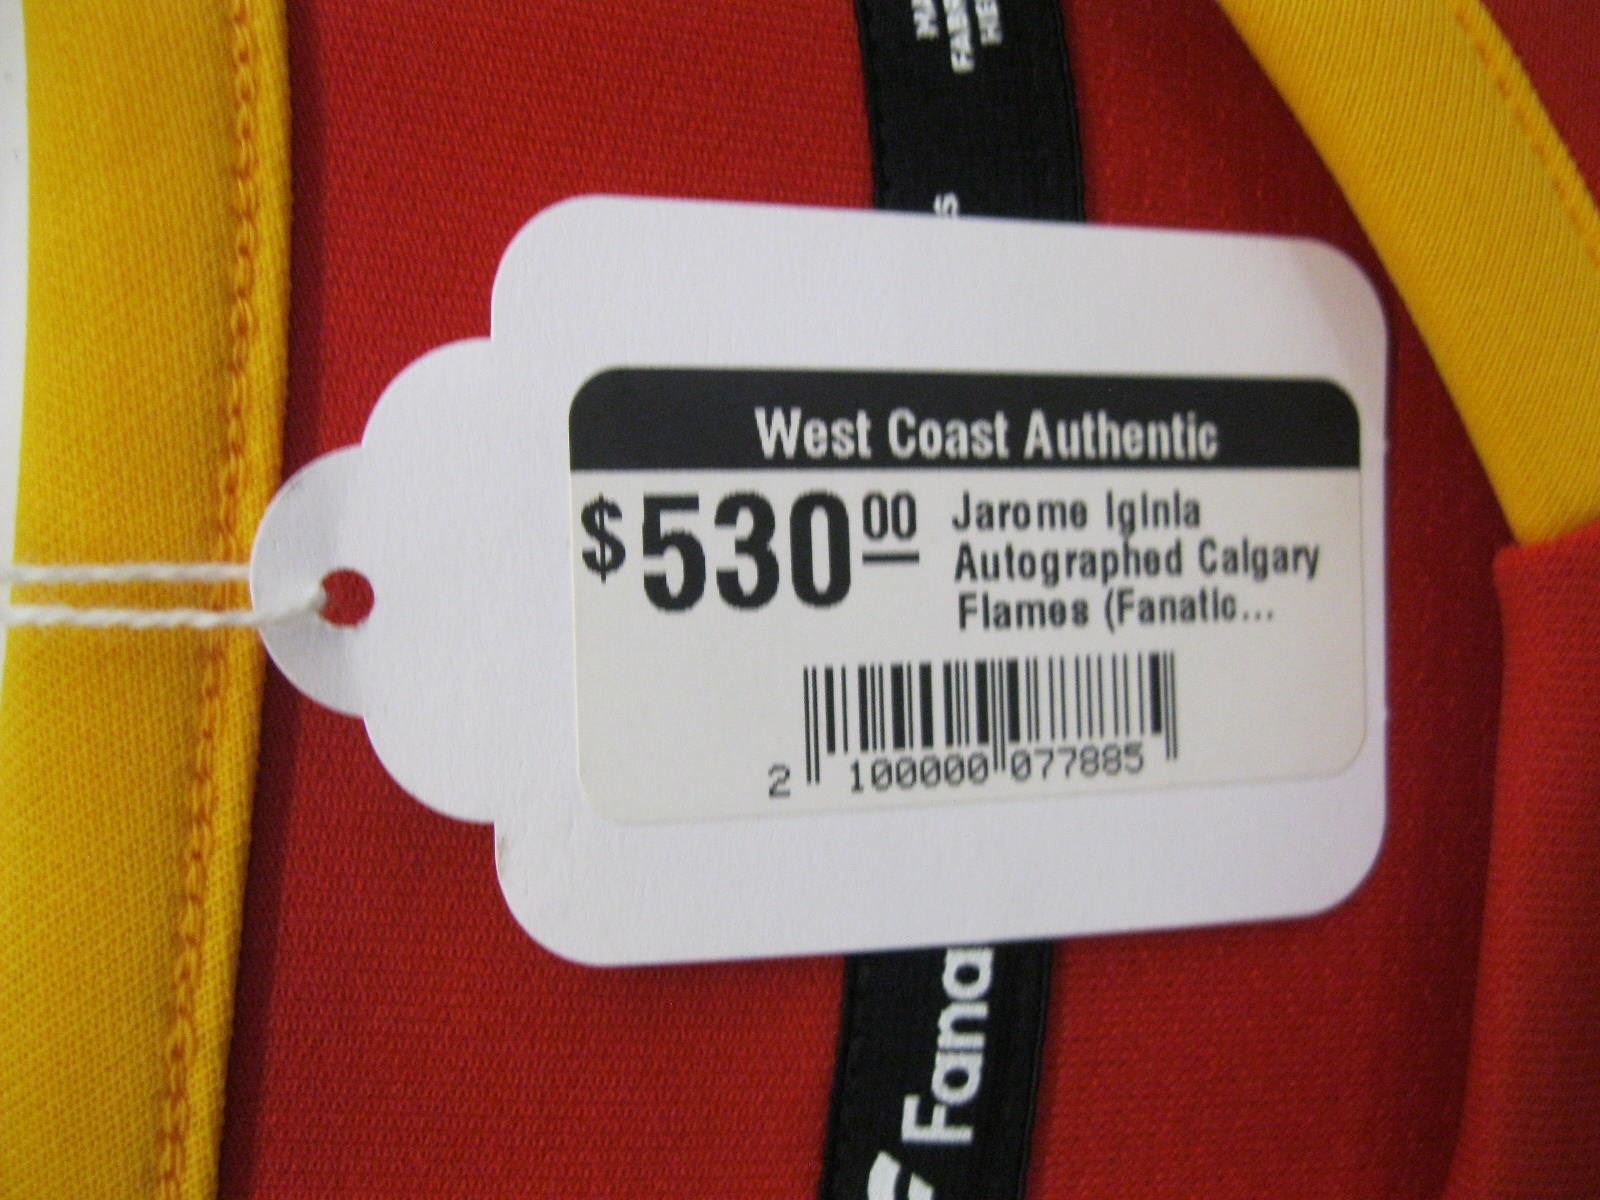 West Coast Authentic
$530.00
Jarome Iginla
Autographed Calgary
Flames (Fanatic...
2 100000 077885
Fana